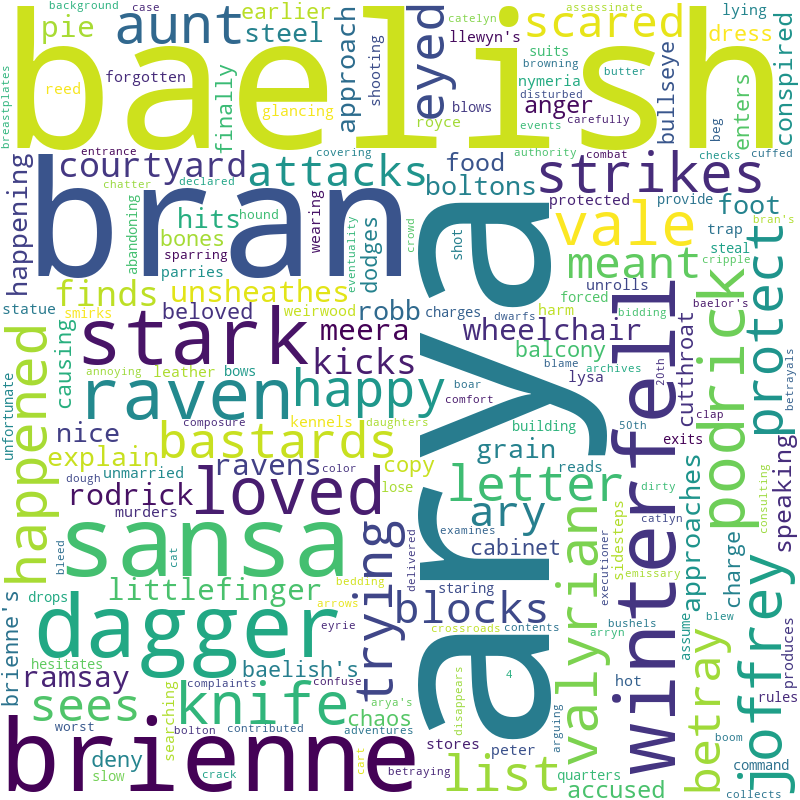 background
case
catelyn
assassinate
pie
aunt
earlier
steel
approach
shooting
eyed
llewyn's
scared
suits
browning
butter
lying
dress
conspired
baelish
breastplates
reed
forgotten
finally
glancing
nymeria
disturbed
anger
blows
royce
events
carefully
bullseye
beg
enters
entrance
covering
authority
combat
checks
cuffed
happening
courtyard
attacks
food
boltons
strikes
chatter
declared
abandoning
hits
hound
wearing
eventuality
dodges
crowd
shot
protected
provide
foot
bran's
bran
bones
sparring
parries
vale
trap
steal
cripple
meant
baelor's
finds
unsheathes
unrolls
statue
smirks
beloved
weirwood
robb
charges
dwarfs
harm
forced
bidding
protect
unfortunate
happened
causing
stark
meera
wheelchair
balcony
blame
archives
20th
cutthroat
podrick
betrayals
annoying
leather
bows
kicks
boar
comfort
lysa
raven
happy
arya
winterfell
nice
composure
kennels
daughters
building
50th
clap
explain
bastards
grain
exits
dough
unmarried
ravens
color
copy
lose
reads
speaking
rodrick
murders
loved
letter
dirty
consulting
bleed
sansa
cat
trying
delivered
ary
examines
cabinet
valyrian
executioner
sidesteps
catlyn
emissary
approaches
charge
joffrey
brienne's
drops
littlefinger
bedding
staring
blocks
arrows
dagger
eyrie
crossroads
contents
arryn
bushels
assume
blew
produces
hesitates
baelish's
ramsay
complaints
confuse
arya's
disappears
4
hot
betray
rules
sees
searching
knife
chaos
worst
bolton
contributed
adventures
stores
peter
arguing
boom
deny
slow
crack
cart
betraying
list
quarters
accused
command
collects
brienne